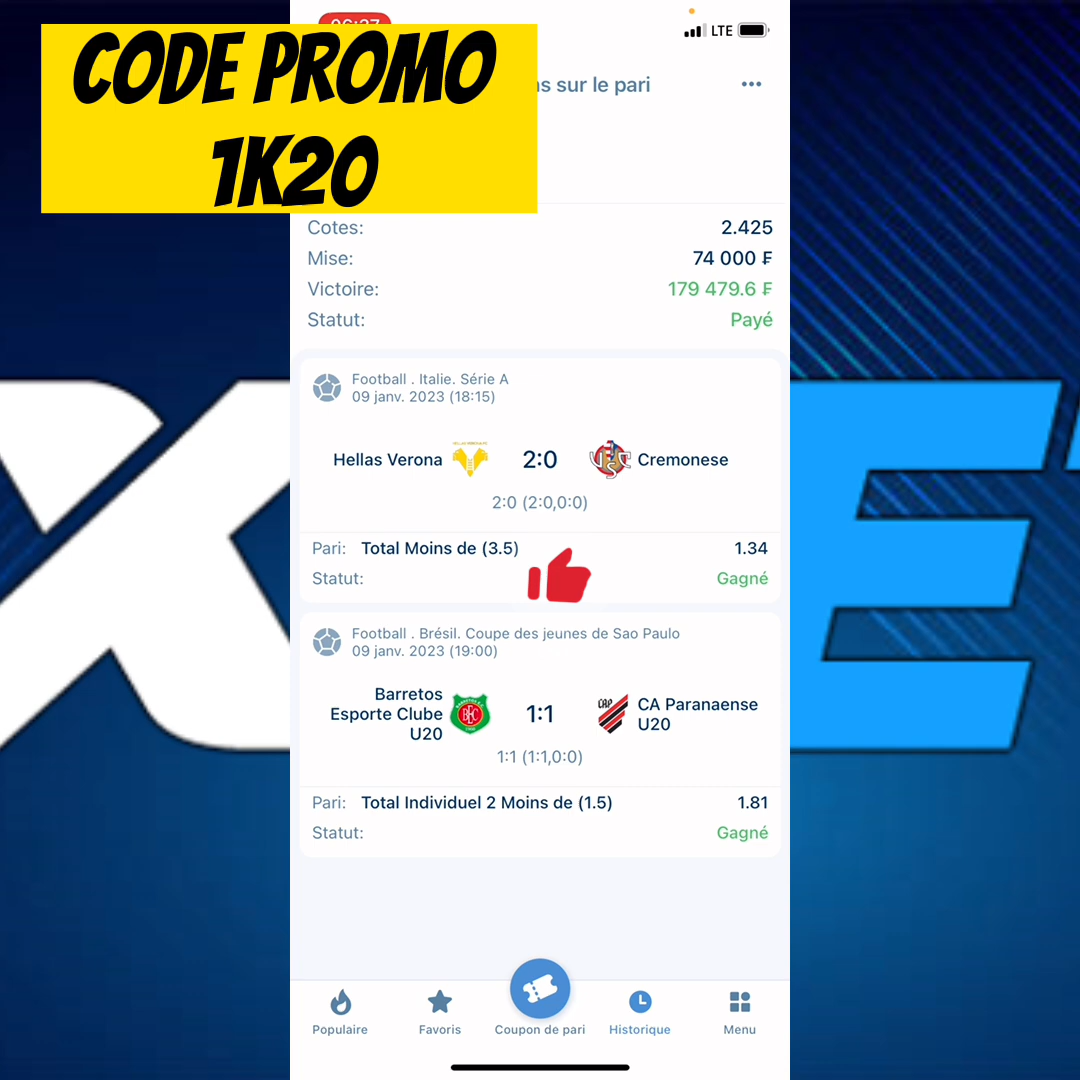 CODE PROMO
1K20
LTE
sur le pari
Cotes: 2.425
Mise: 74 000 ₣
Victoire: 179 479.6 ₣
Statut: Payé
Football . Italie. Série A
09 janv. 2023 (18:15)
Hellas Verona 2:0 Cremonese
2:0 (2:0,0:0)
Pari: Total Moins de (3.5) 1.34
Statut: Gagné
Football . Brésil. Coupe des jeunes de Sao Paulo
09 janv. 2023 (19:00)
Barretos
Esporte Clube
U20
1:1
CA Paranaense
U20
1:1 (1:1,0:0)
Pari: Total Individuel 2 Moins de (1.5) 1.81
Statut: Gagné
Populaire Favoris Coupon de pari Historique Menu